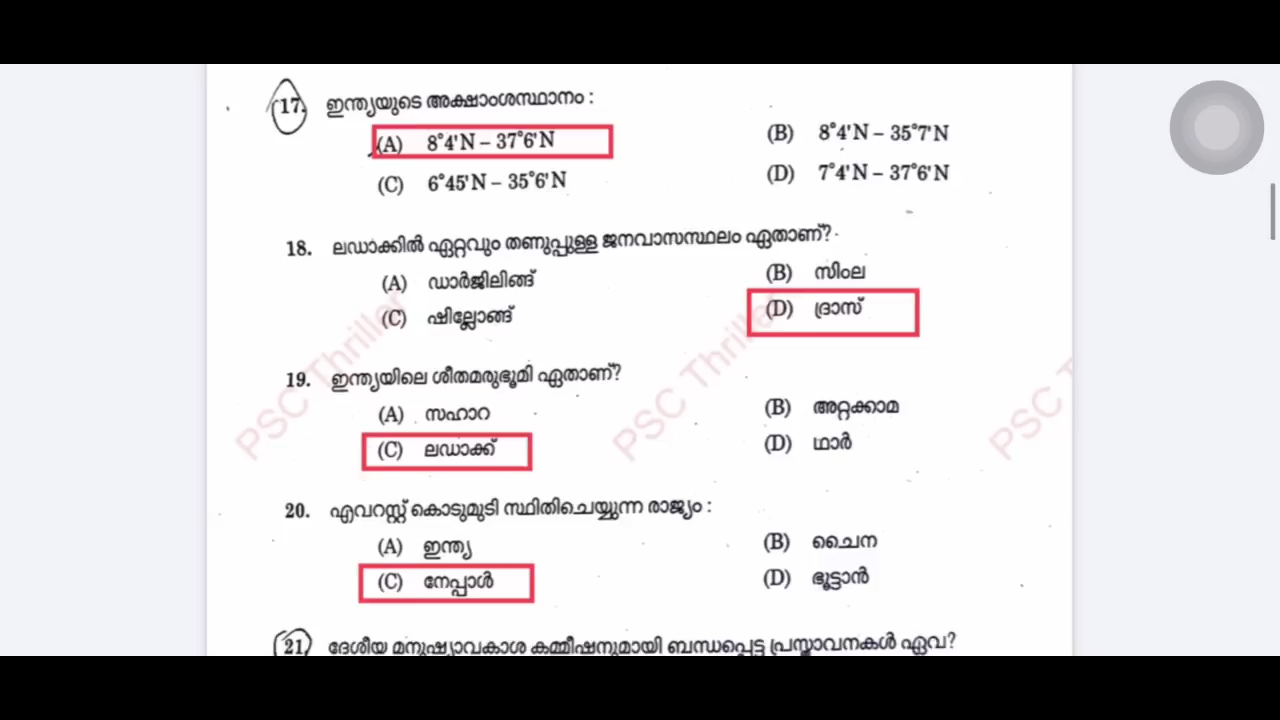 17. ഇന്ത്യയുടെ അക്ഷാംശസ്ഥാനം :
(A) 8°4'N – 37°6'N (B) 8°4'N – 35°7'N
(C) 6°45'N – 35°6'N (D) 7°4'N – 37°6'N
18. ലഡാക്കിൽ ഏറ്റവും തണുപ്പുള്ള ജനവാസസ്ഥലം ഏതാണ്?
(A) ഡാർജിലിങ്ങ് (B) സിംല
(C) ഷില്ലോങ്ങ് (D) ദ്രാസ്
19. ഇന്ത്യയിലെ ശീതമരുഭൂമി ഏതാണ്?
(A) സഹാറ (B) അറ്റക്കാമ
(C) ലഡാക്ക് (D) ഥാർ
20. എവറസ്റ്റ് കൊടുമുടി സ്ഥിതിചെയ്യുന്ന രാജ്യം :
(A) ഇന്ത്യ (B) ചൈന
(C) നേപ്പാൾ (D) ഭൂട്ടാൻ
21. ദേശീയ മനുഷ്യാവകാശ കമ്മീഷനുമായി ബന്ധപ്പെട്ട പ്രസ്താവനകൾ ഏവ?
PSC Thriller
PSC Thriller
PSC Thr